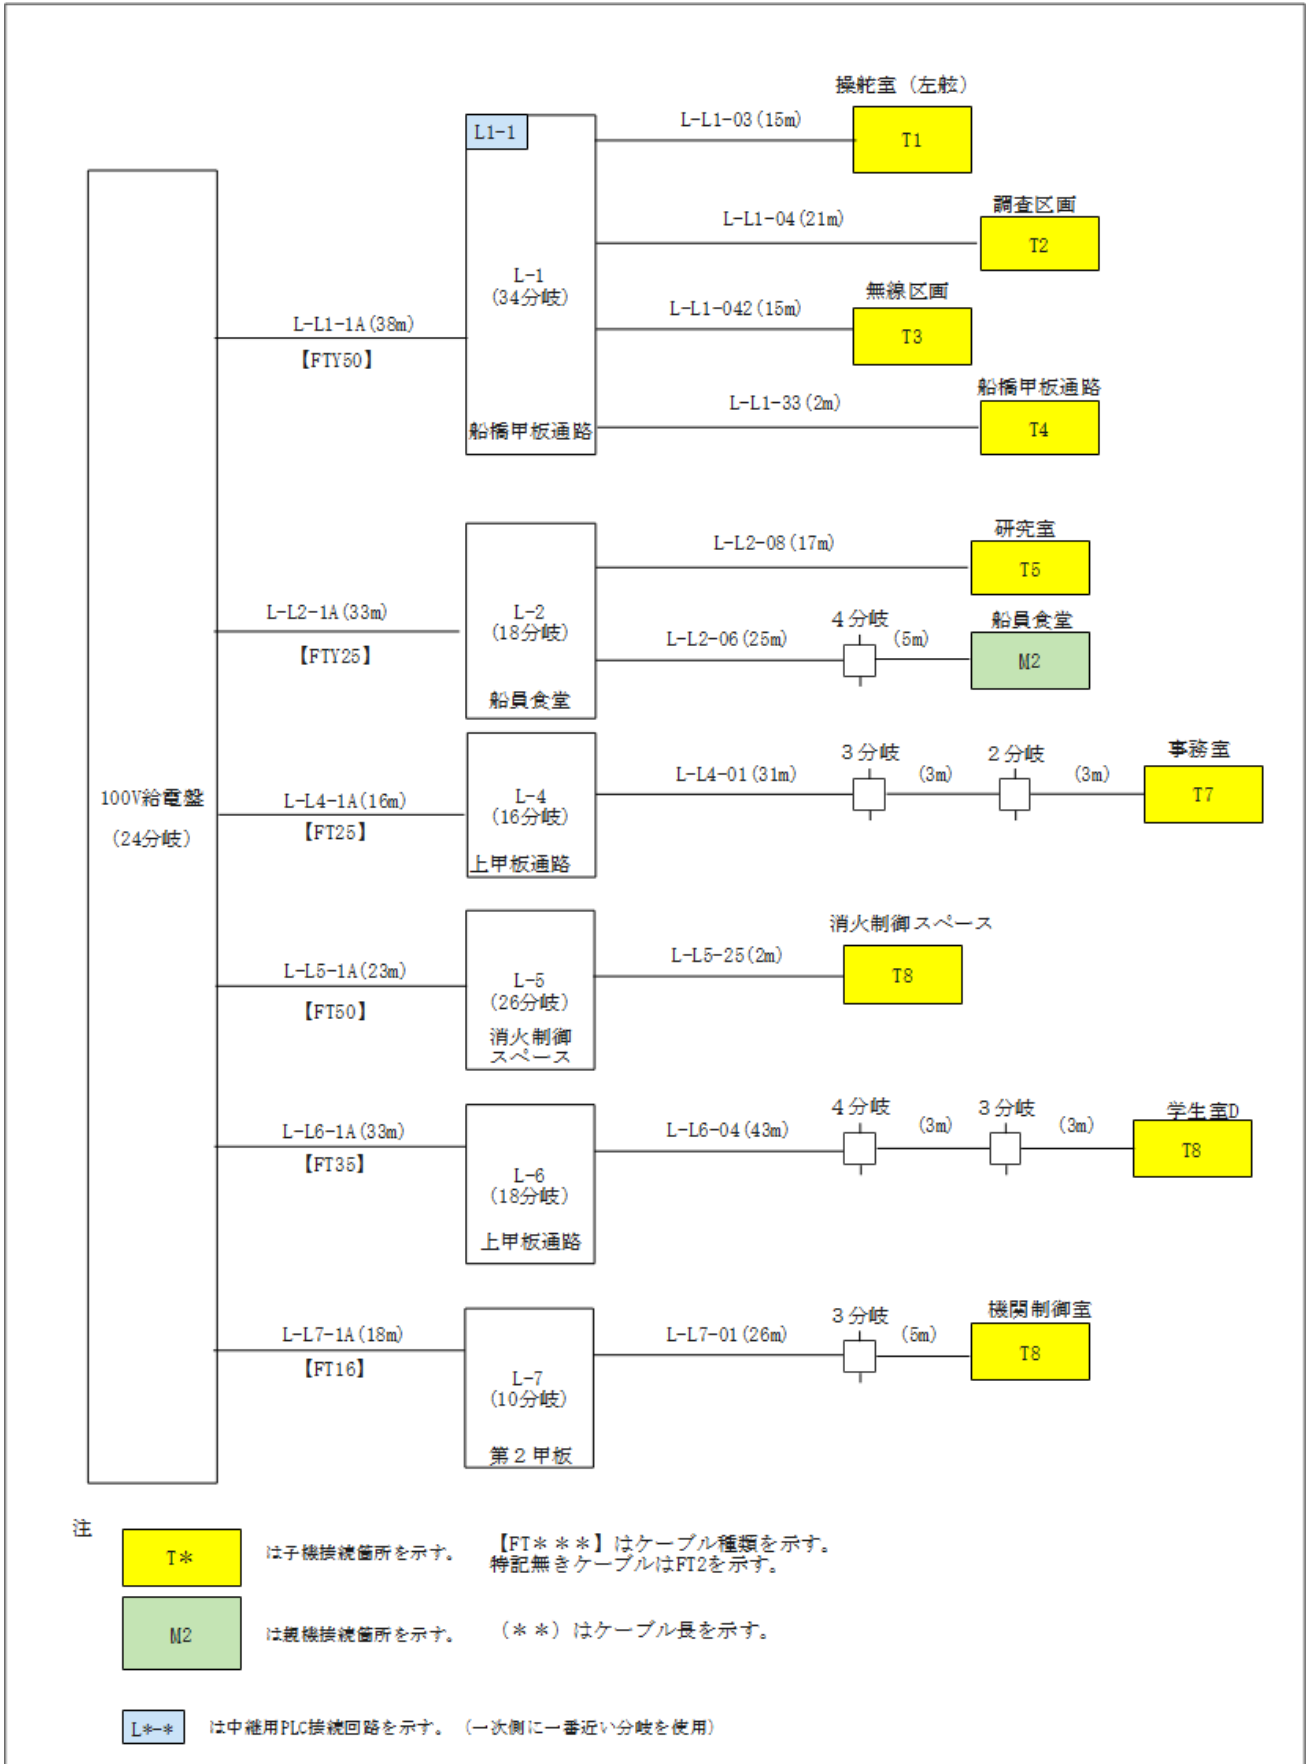 操舵室（左舷）
L1-1
L-L1-03(15m)
T1
調査区画
L-L1-04(21m)
T2
L-1
(34分岐)
無線区画
L-L1-042(15m)
T3
L-L1-1A(38m)
【FTY50】
船橋甲板通路
L-L1-33(2m)
T4
船橋甲板通路
研究室
L-L2-08(17m)
T5
L-L2-1A(33m)
【FTY25】
L-2
(18分岐)
船員食堂
L-L2-06(25m)
4分岐
(5m)
船員食堂
M2
100V給電盤
(24分岐)
L-L4-1A(16m)
【FT25】
L-4
(16分岐)
上甲板通路
L-L4-01(31m)
３分岐
(3m)
２分岐
(3m)
事務室
T7
消火制御スペース
L-L5-1A(23m)
【FT50】
L-5
(26分岐)
消火制御
スペース
L-L5-25(2m)
T8
L-L6-1A(33m)
【FT35】
L-6
(18分岐)
上甲板通路
L-L6-04(43m)
４分岐
(3m)
３分岐
(3m)
学生室D
T8
L-L7-1A(18m)
【FT16】
L-7
(10分岐)
第２甲板
L-L7-01(26m)
３分岐
(5m)
機関制御室
T8
注
T＊
は子機接続箇所を示す。
【FT＊＊＊】はケーブル種類を示す。
特記無きケーブルはFT2を示す。
M2
は親機接続箇所を示す。
（＊＊）はケーブル長を示す。
L*-*
は中継用PLC接続回路を示す。（一次側に一番近い分岐を使用）